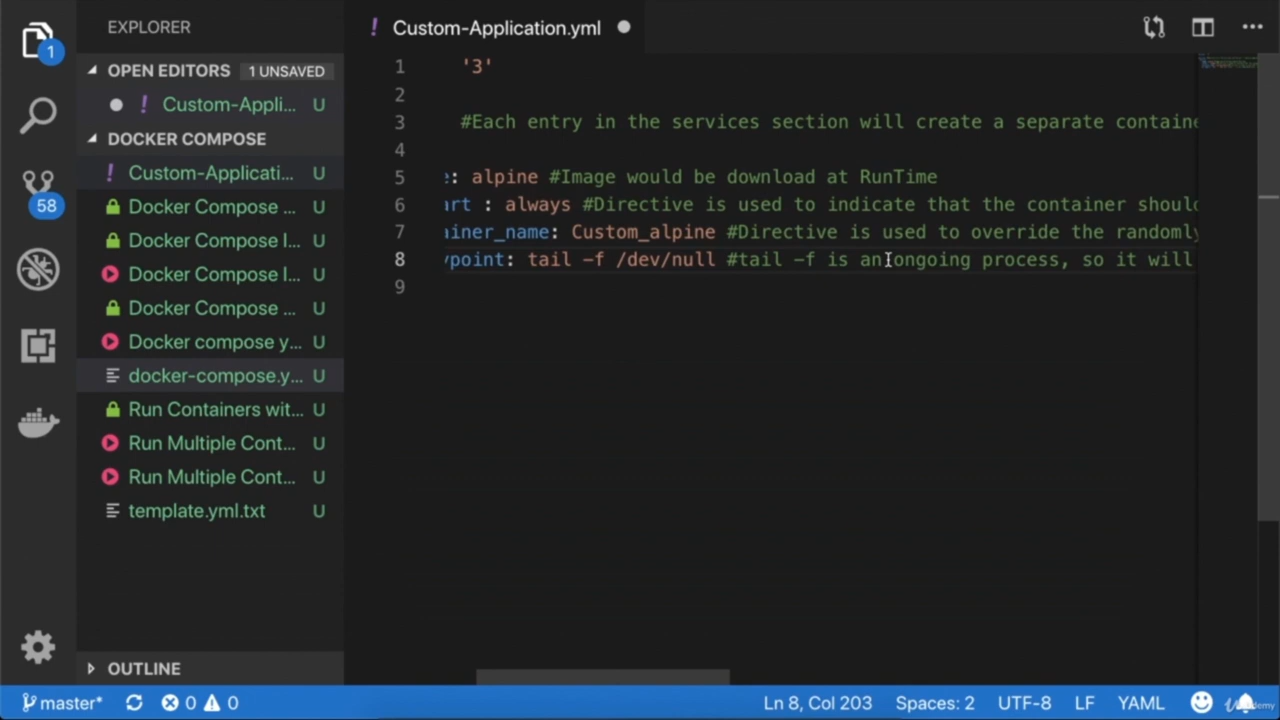 EXPLORER
OPEN EDITORS 1 UNSAVED
! Custom-Appli... U
DOCKER COMPOSE
! Custom-Applicati... U
Docker Compose ... U
Docker Compose I... U
Docker Compose I... U
Docker Compose ... U
Docker compose y... U
docker-compose.y... U
Run Containers wit... U
Run Multiple Cont... U
Run Multiple Cont... U
template.yml.txt U
OUTLINE
1
58
! Custom-Application.yml
1 '3'
2
3 #Each entry in the services section will create a separate containe
4
5 : alpine #Image would be download at RunTime
6 art : always #Directive is used to indicate that the container shoul
7 ainer_name: Custom_alpine #Directive is used to override the randomly
8 ypoint: tail -f /dev/null #tail -f is an ongoing process, so it will
9
master* 0 0 Ln 8, Col 203 Spaces: 2 UTF-8 LF YAML